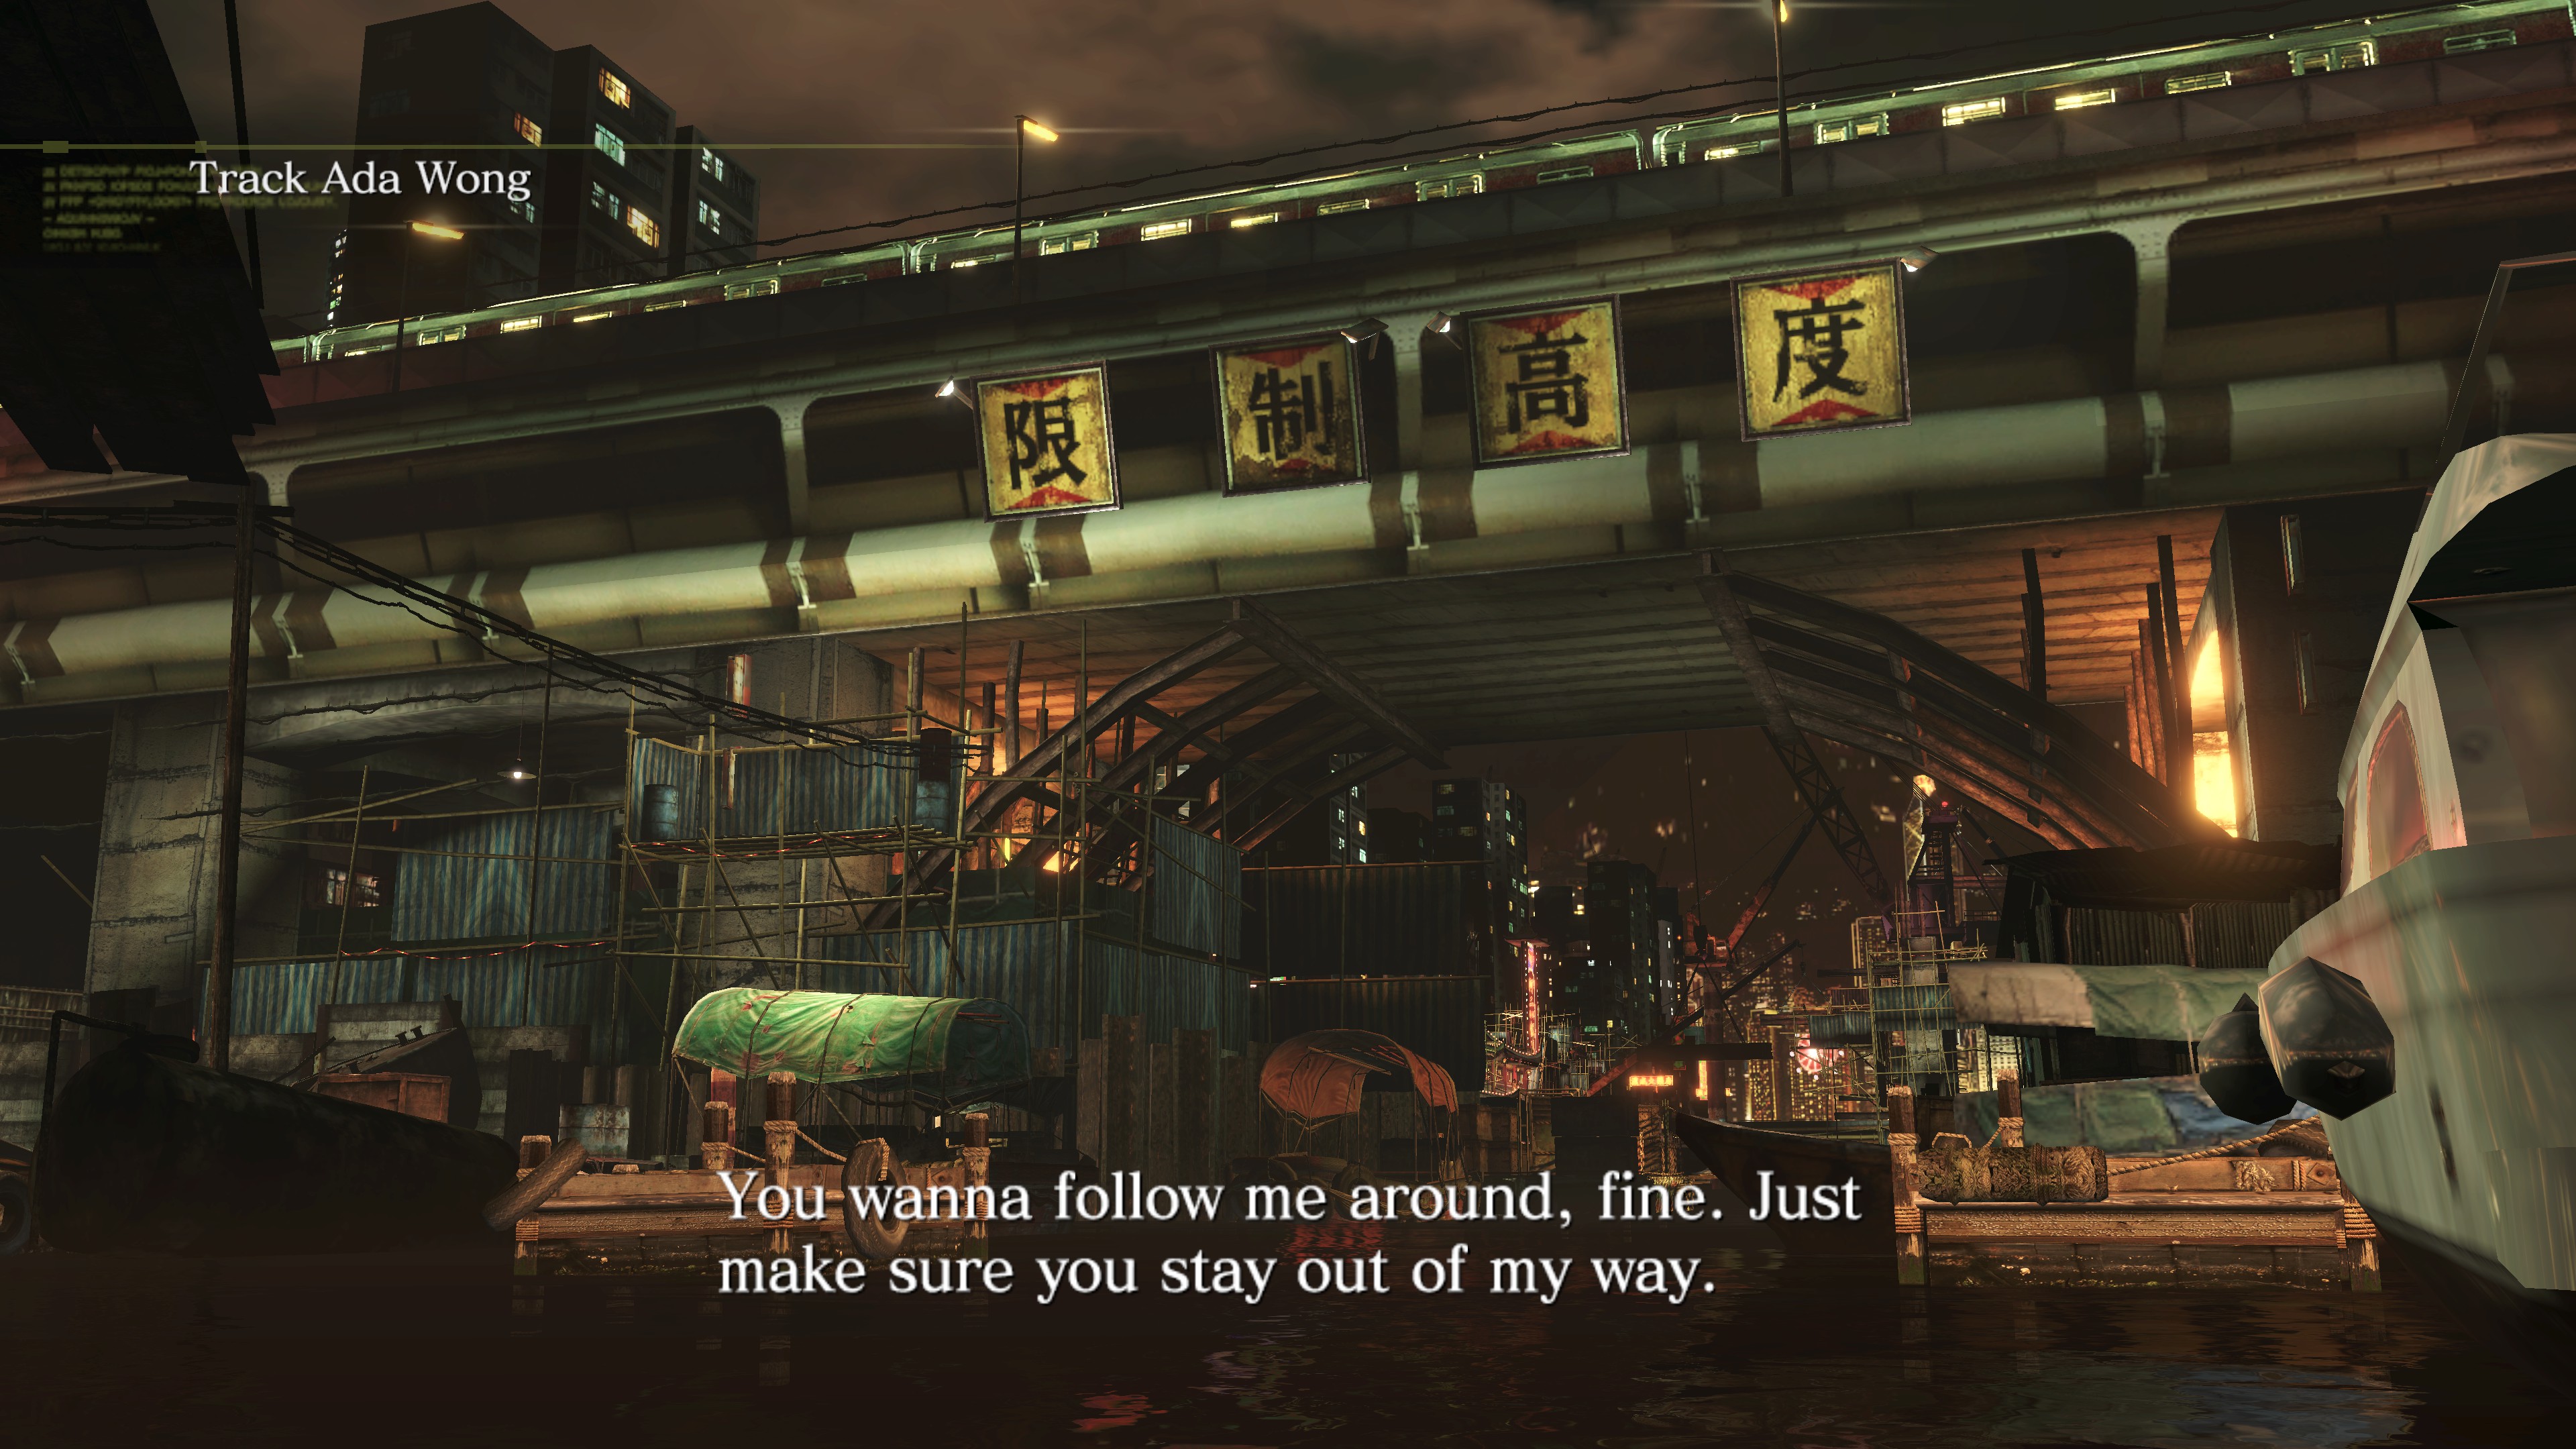 Track Ada Wong
限制高度
You wanna follow me around, fine. Just
make sure you stay out of my way.